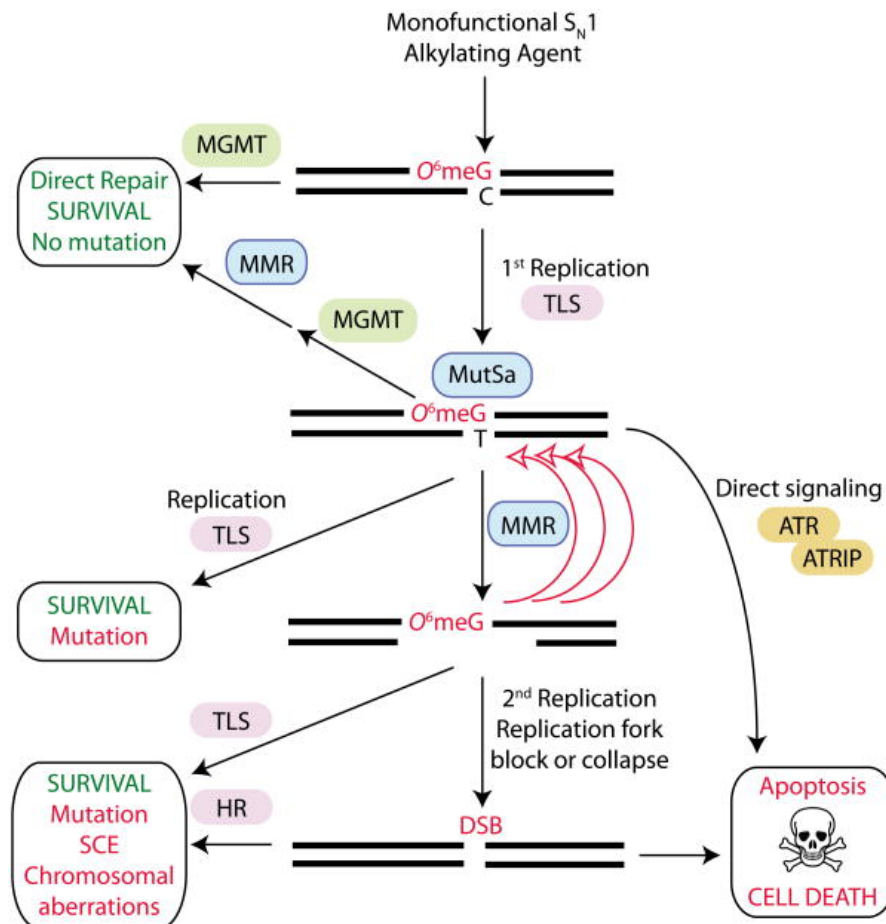 Monofunctional S_N1
Alkylating Agent
MGMT
O⁶meG
C
Direct Repair
SURVIVAL
No mutation
MMR
MGMT
1st Replication
TLS
MutSa
O⁶meG
T
Replication
TLS
MMR
Direct signaling
ATR
ATRIP
SURVIVAL
Mutation
O⁶meG
TLS
2nd Replication
Replication fork
block or collapse
SURVIVAL
Mutation
SCE
Chromosomal
aberrations
HR
DSB
Apoptosis
CELL DEATH